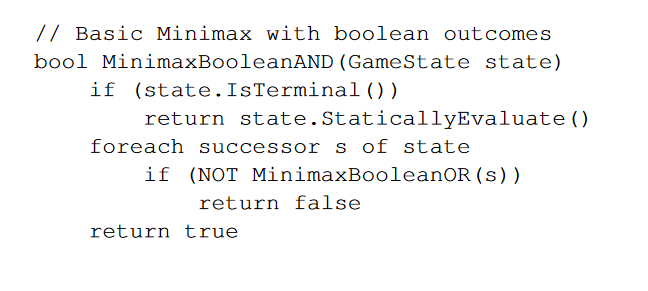 // Basic Minimax with boolean outcomes
bool MinimaxBooleanAND(GameState state)
if (state.IsTerminal())
return state.StaticallyEvaluate()
foreach successor s of state
if (NOT MinimaxBooleanOR(s))
return false
return true